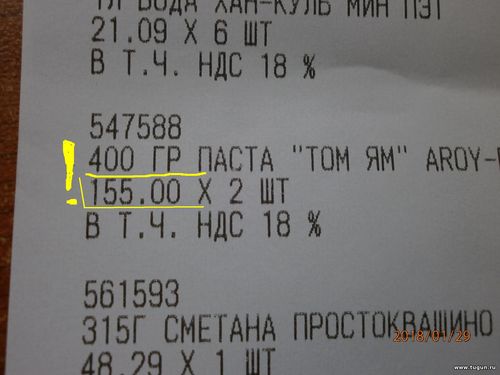 1Л ВОДА ХАН-КУЛЬ МИН ПЭТ
21.09 X 6 ШТ
В Т.Ч. НДС 18 %
547588
! 400 ГР ПАСТА "ТОМ ЯМ" AROY-
155.00 X 2 ШТ
В Т.Ч. НДС 18 %
561593
315Г СМЕТАНА ПРОСТОКВАШИНО
2018/01/29
48.29 X 1 ШТ
www.tugun.ru